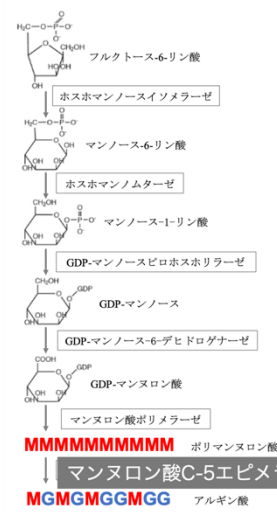 フルクトース-6-リン酸
ホスホマンノースイソメラーゼ
マンノース-6-リン酸
ホスホマンノムターゼ
マンノース-1-リン酸
GDP-マンノースピロホスホリラーゼ
GDP-マンノース
GDP-マンノース-6-デヒドロゲナーゼ
GDP-マンヌロン酸
マンヌロン酸ポリメラーゼ
MMMMMMMMMM ポリマンヌロン酸
マンヌロン酸C-5エピメ
MGMGMGGMGG アルギン酸